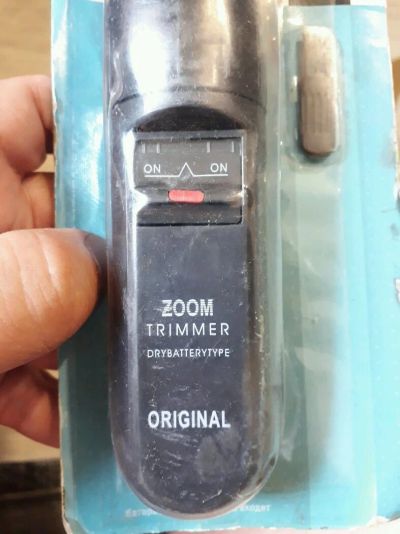 ON ON
ZOOM
TRIMMER
DRYBATTERYTYPE
ORIGINAL